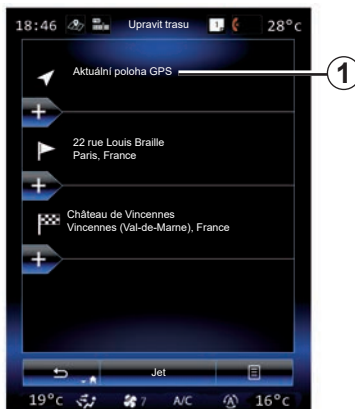 18:46 Upravit trasu 1 28°c
Aktuální poloha GPS
1
+
22 rue Louis Braille
Paris, France
+
Château de Vincennes
Vincennes (Val-de-Marne), France
+
Jet
19°c 7 A/C 16°c